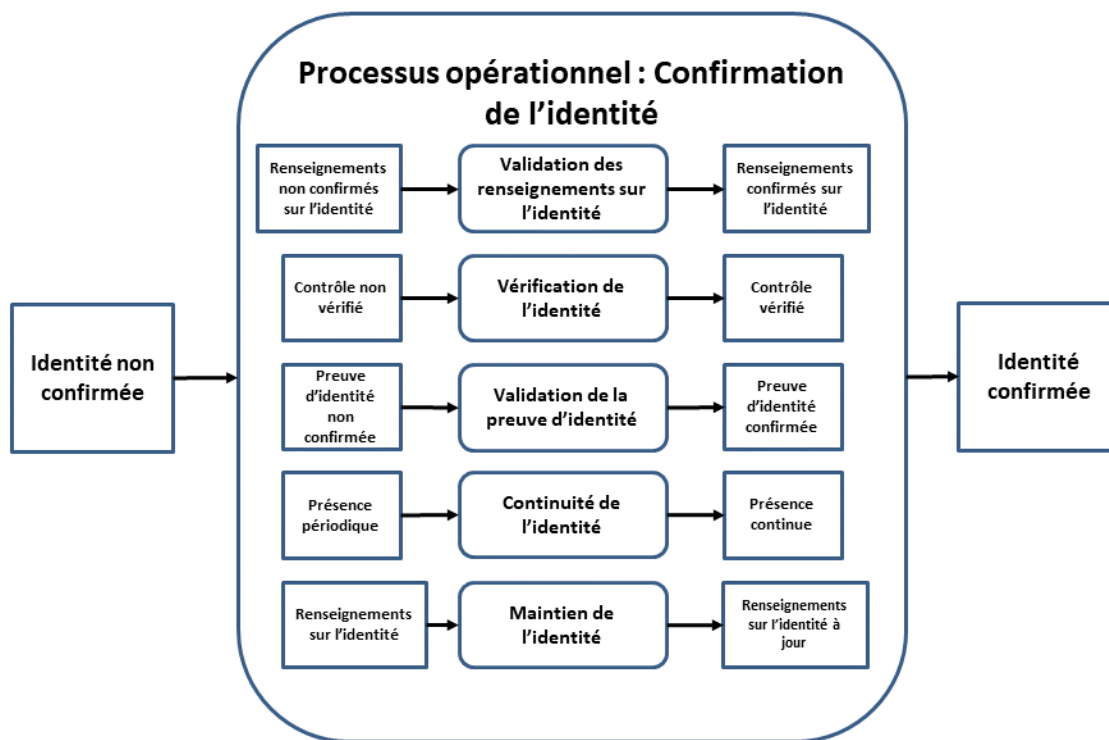 Processus opérationnel : Confirmation
de l’identité
Renseignements
non confirmés
sur l’identité
Validation des
renseignements sur
l’identité
Renseignements
confirmés sur
l’identité
Contrôle non
vérifié
Vérification de
l’identité
Contrôle
vérifié
Identité non
confirmée
Preuve
d’identité
non
confirmée
Validation de la
preuve d’identité
Preuve
d’identité
confirmée
Identité
confirmée
Présence
périodique
Continuité de
l’identité
Présence
continue
Renseignements
sur l’identité
Maintien de
l’identité
Renseignements
sur l’identité à
jour